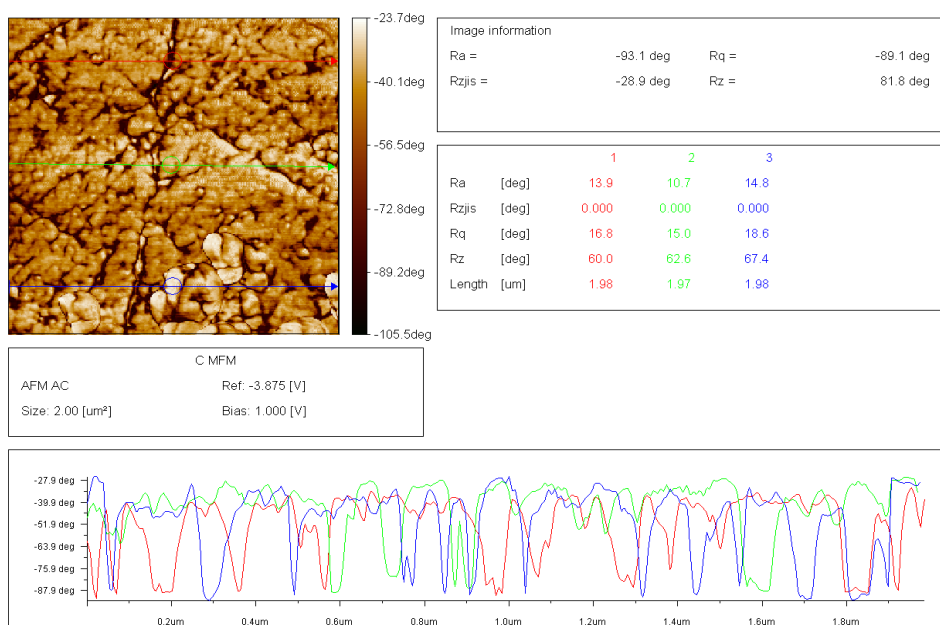 -23.7deg
-40.1deg
-56.5deg
-72.8deg
-89.2deg
-105.5deg
Image information
Ra = -93.1 deg Rq = -89.1 deg
Rzjis = -28.9 deg Rz = 81.8 deg
1 2 3
Ra [deg] 13.9 10.7 14.8
Rzjis [deg] 0.000 0.000 0.000
Rq [deg] 16.8 15.0 18.6
Rz [deg] 60.0 62.6 67.4
Length [um] 1.98 1.97 1.98
C MFM
AFM AC Ref: -3.875 [V]
Size: 2.00 [um²] Bias: 1.000 [V]
-27.9 deg
-39.9 deg
-51.9 deg
-63.9 deg
-75.9 deg
-87.9 deg
0.2um 0.4um 0.6um 0.8um 1.0um 1.2um 1.4um 1.6um 1.8um